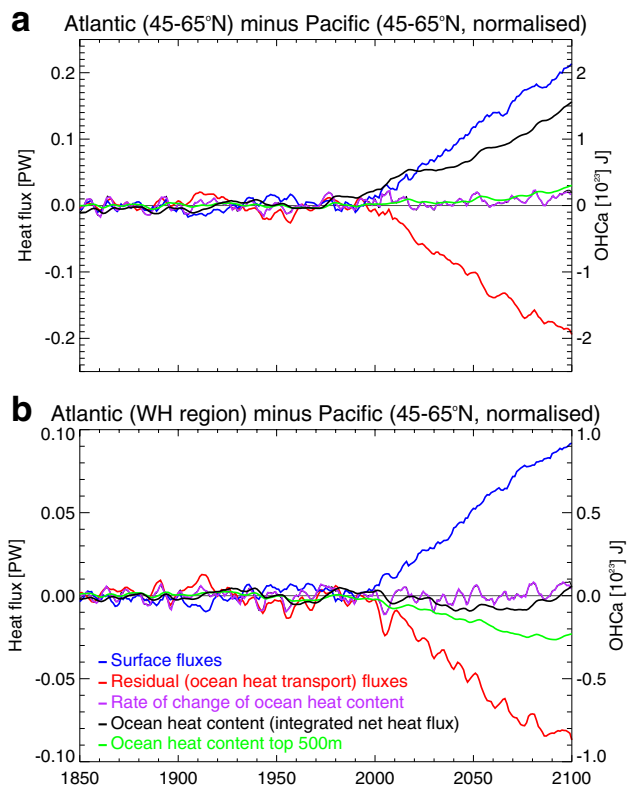 a
Atlantic (45-65°N) minus Pacific (45-65°N, normalised)
0.2
0.1
0.0
-0.1
-0.2
Heat flux [PW]
2
1
0
-1
-2
OHCa [10²³] J]
b
Atlantic (WH region) minus Pacific (45-65°N, normalised)
0.10
0.05
0.00
-0.05
-0.10
Heat flux [PW]
1.0
0.5
0.0
-0.5
-1.0
OHCa [10²³] J]
Surface fluxes
Residual (ocean heat transport) fluxes
Rate of change of ocean heat content
Ocean heat content (integrated net heat flux)
Ocean heat content top 500m
1850 1900 1950 2000 2050 2100